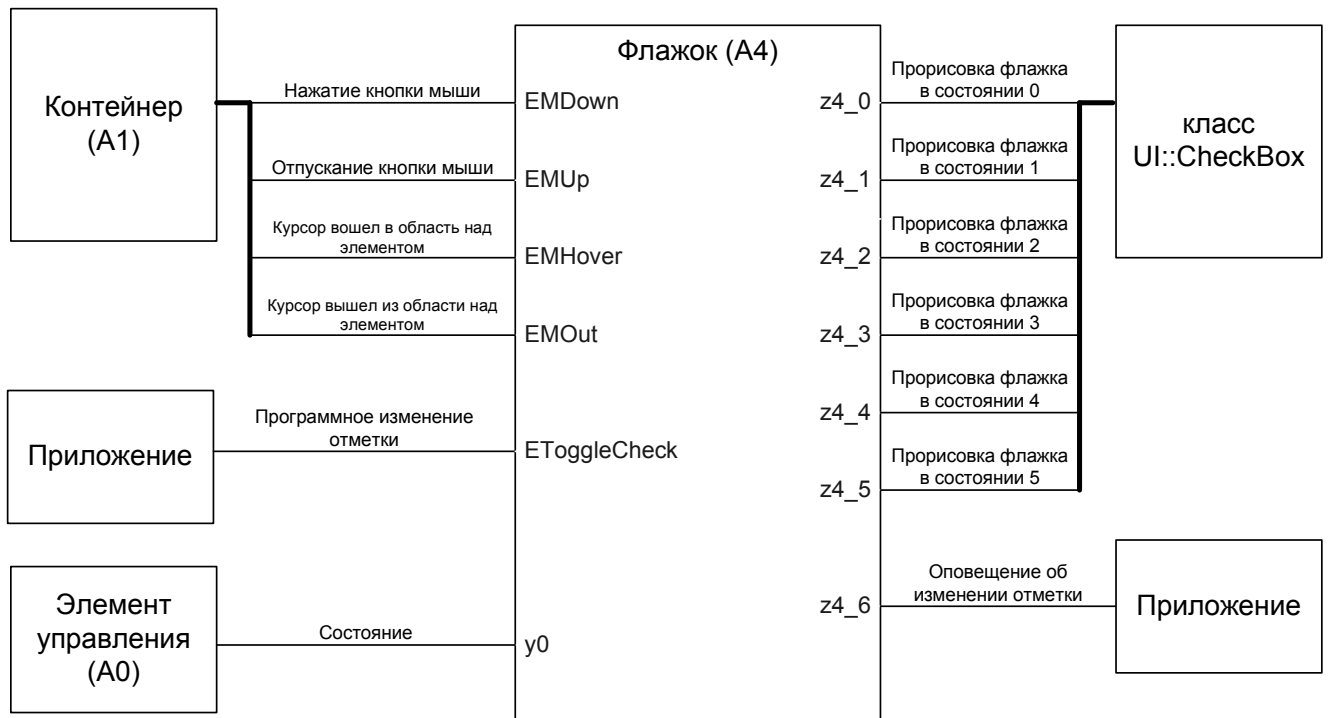 Контейнер
(A1)
Нажатие кнопки мыши
Отпускание кнопки мыши
Курсор вошел в область над
элементом
Курсор вышел из области над
элементом
Приложение
Программное изменение
отметки
Элемент
управления
(A0)
Состояние
Флажок (A4)
EMDown
EMUp
EMHover
EMOut
EToggleCheck
y0
z4_0
z4_1
z4_2
z4_3
z4_4
z4_5
z4_6
Прорисовка флажка
в состоянии 0
Прорисовка флажка
в состоянии 1
Прорисовка флажка
в состоянии 2
Прорисовка флажка
в состоянии 3
Прорисовка флажка
в состоянии 4
Прорисовка флажка
в состоянии 5
Оповещение об
изменении отметки
класс
UI::CheckBox
Приложение